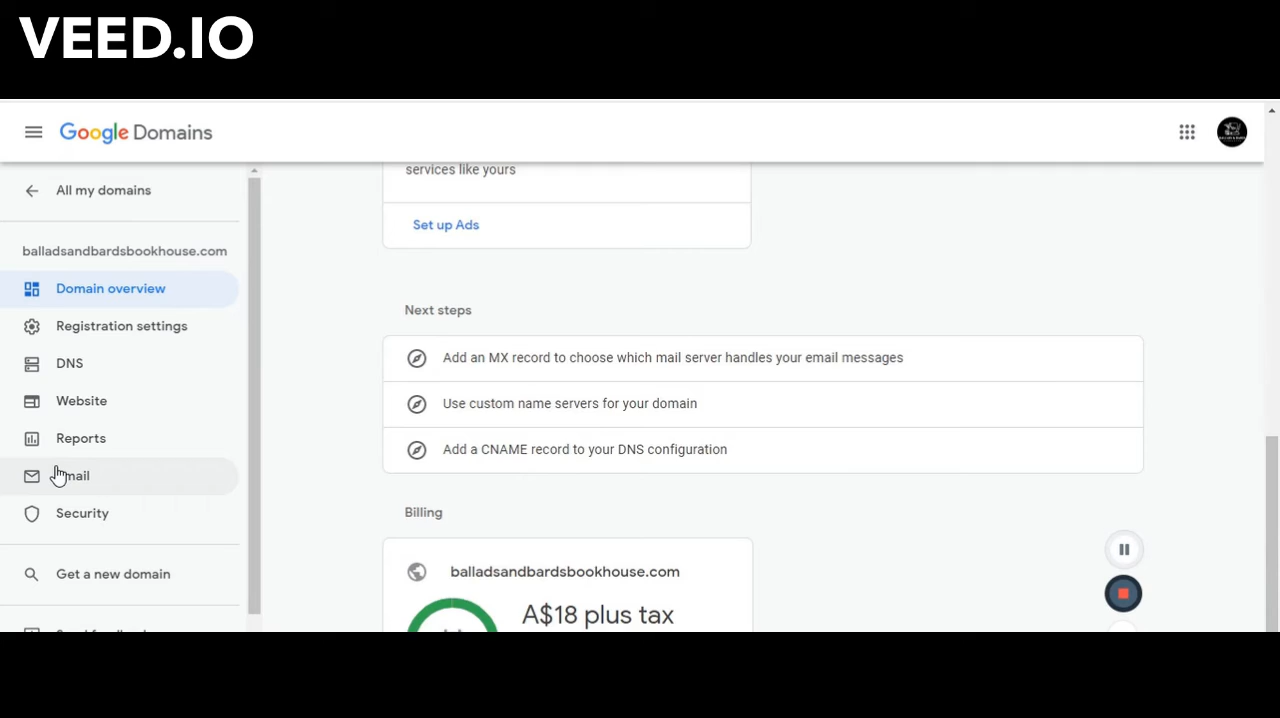 VEED.IO
Google Domains
All my domains
balladsandbardsbookhouse.com
Domain overview
Registration settings
DNS
Website
Reports
mail
Security
Get a new domain
services like yours
Set up Ads
Next steps
Add an MX record to choose which mail server handles your email messages
Use custom name servers for your domain
Add a CNAME record to your DNS configuration
Billing
balladsandbardsbookhouse.com
A$18 plus tax